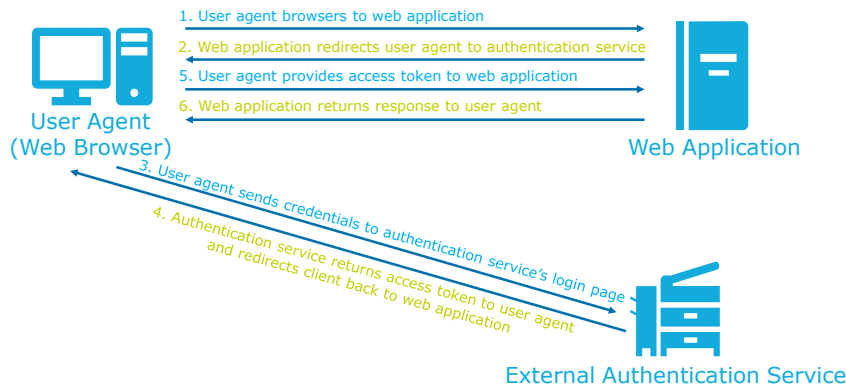 1. User agent browsers to web application
2. Web application redirects user agent to authentication service
5. User agent provides access token to web application
6. Web application returns response to user agent
User Agent
(Web Browser)
Web Application
3. User agent sends credentials to authentication service's login page
4. Authentication service returns access token to user agent
and redirects client back to web
application
External Authentication Service